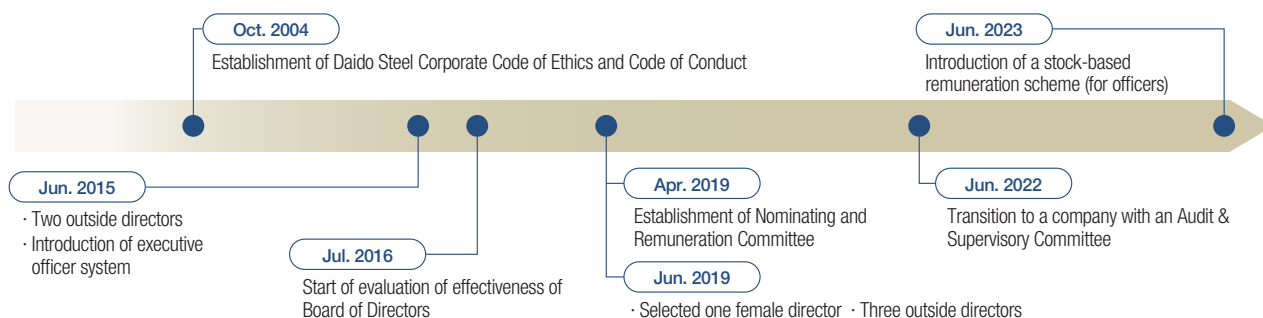 Oct. 2004
Establishment of Daido Steel Corporate Code of Ethics and Code of Conduct
Jun. 2023
Introduction of a stock-based
remuneration scheme (for officers)
Jun. 2015
· Two outside directors
· Introduction of executive
officer system
Jul. 2016
Start of evaluation of effectiveness of
Board of Directors
Apr. 2019
Establishment of Nominating and
Remuneration Committee
Jun. 2019
· Selected one female director · Three outside directors
Jun. 2022
Transition to a company with an Audit &
Supervisory Committee